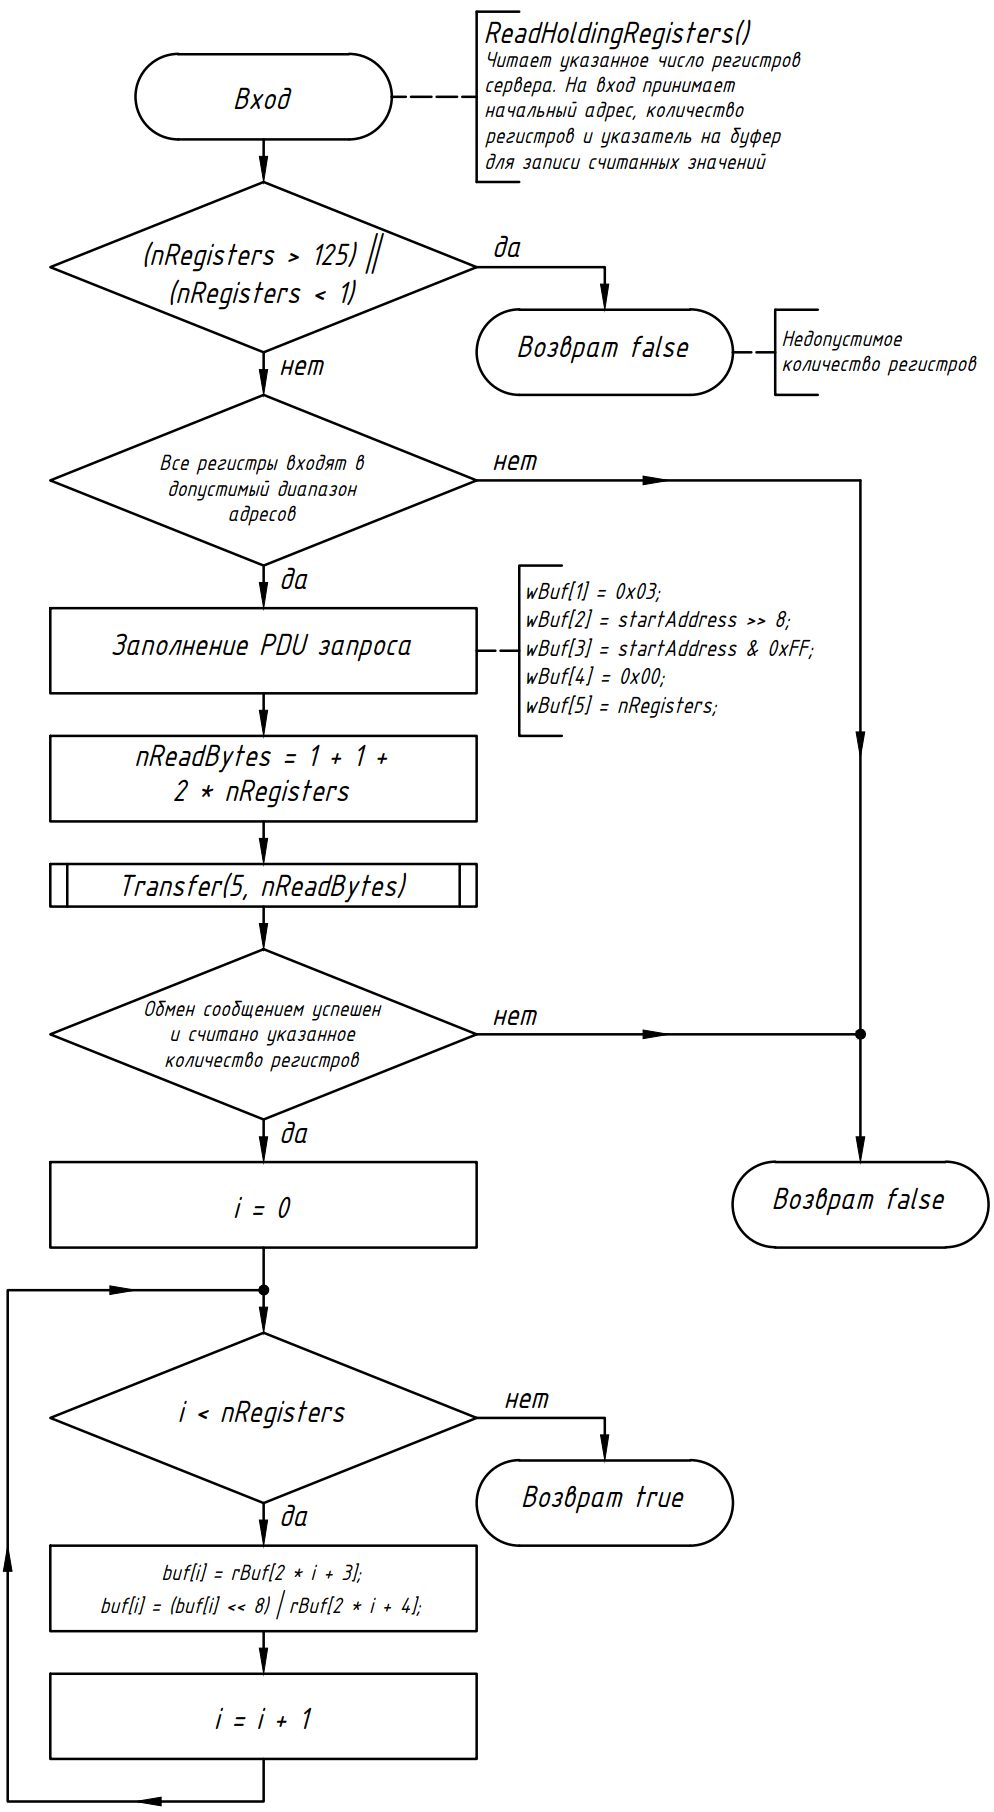 ReadHoldingRegisters()
Читает указанное число регистров
сервера. На вход принимает
начальный адрес, количество
регистров и указатель на буфер
для записи считанных значений
Вход
(nRegisters > 125) ||
(nRegisters < 1)
да
Возврат false
Недопустимое
количество регистров
нет
Все регистры входят в
допустимый диапазон
адресов
нет
да
Заполнение PDU запроса
wBuf[1] = 0x03;
wBuf[2] = startAddress >> 8;
wBuf[3] = startAddress & 0xFF;
wBuf[4] = 0x00;
wBuf[5] = nRegisters;
nReadBytes = 1 + 1 +
2 * nRegisters
Transfer(5, nReadBytes)
Обмен сообщением успешен
и считано указанное
количество регистров
нет
да
i = 0
Возврат false
i < nRegisters
нет
Возврат true
да
buf[i] = rBuf[2 * i + 3];
buf[i] = (buf[i] << 8) | rBuf[2 * i + 4];
i = i + 1